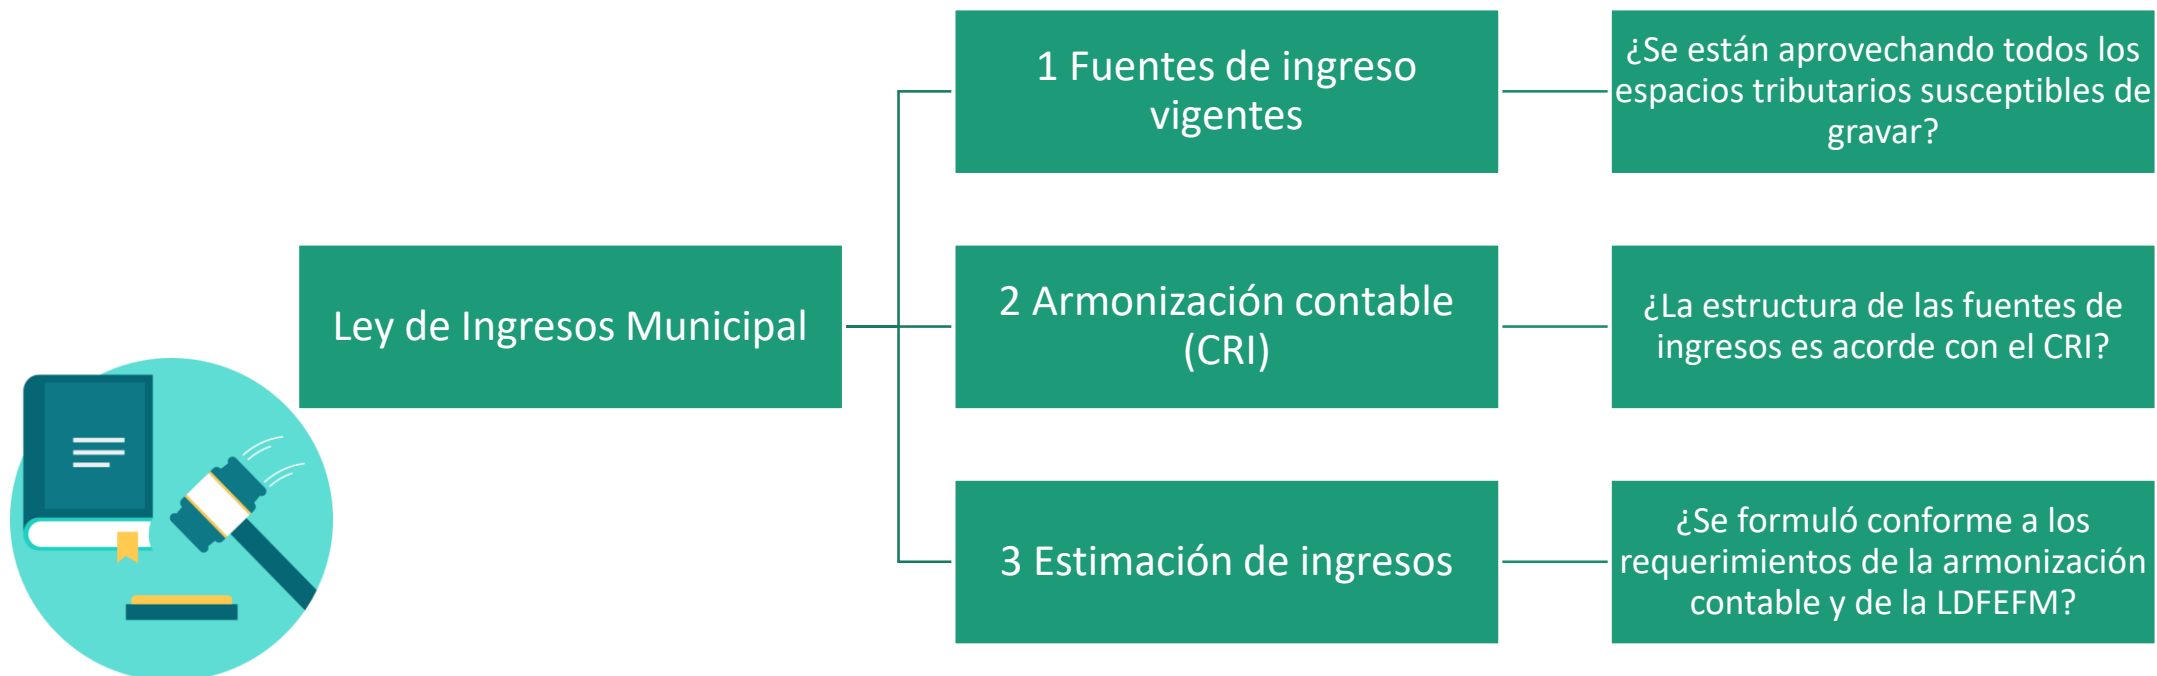 Ley de Ingresos Municipal
1 Fuentes de ingreso
vigentes
¿Se están aprovechando todos los
espacios tributarios susceptibles de
gravar?
2 Armonización contable
(CRI)
¿La estructura de las fuentes de
ingresos es acorde con el CRI?
3 Estimación de ingresos
¿Se formuló conforme a los
requerimientos de la armonización
contable y de la LDFEFM?